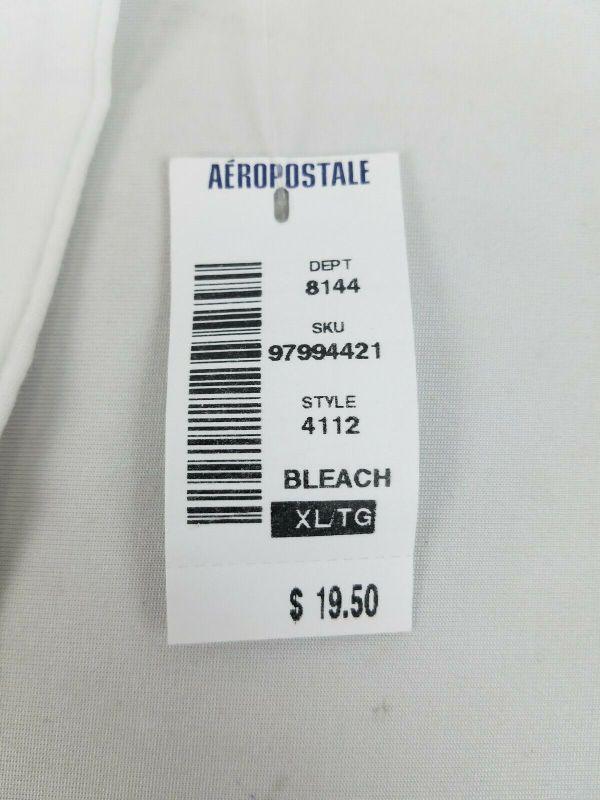 AÉROPOSTALE
DEPT
8144
SKU
97994421
STYLE
4112
BLEACH
XL/TG
$ 19.50